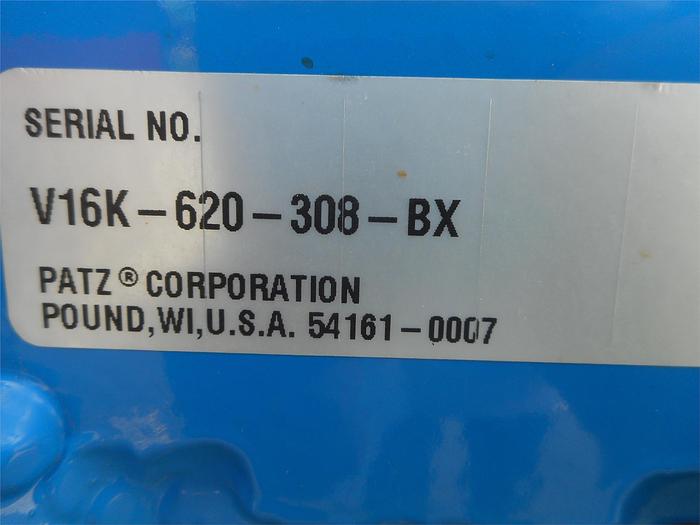 SERIAL NO.
V16K-620-308-BX
PATZ® CORPORATION
POUND, WI, U.S.A. 54161-0007